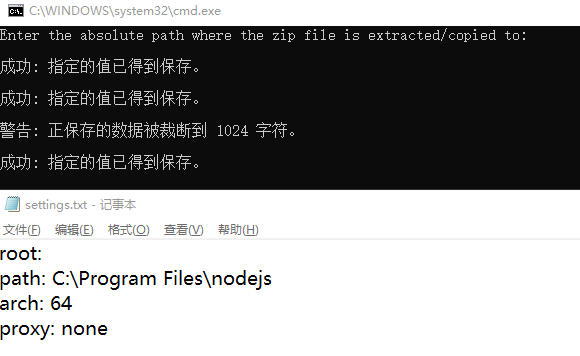 C:\WINDOWS\system32\cmd.exe
Enter the absolute path where the zip file is extracted/copied to:
成功: 指定的值已得到保存。
成功: 指定的值已得到保存。
警告: 正保存的数据被裁断到 1024 字符。
成功: 指定的值已得到保存。
settings.txt - 记事本
文件(F) 编辑(E) 格式(O) 查看(V) 帮助(H)
root:
path: C:\Program Files\nodejs
arch: 64
proxy: none